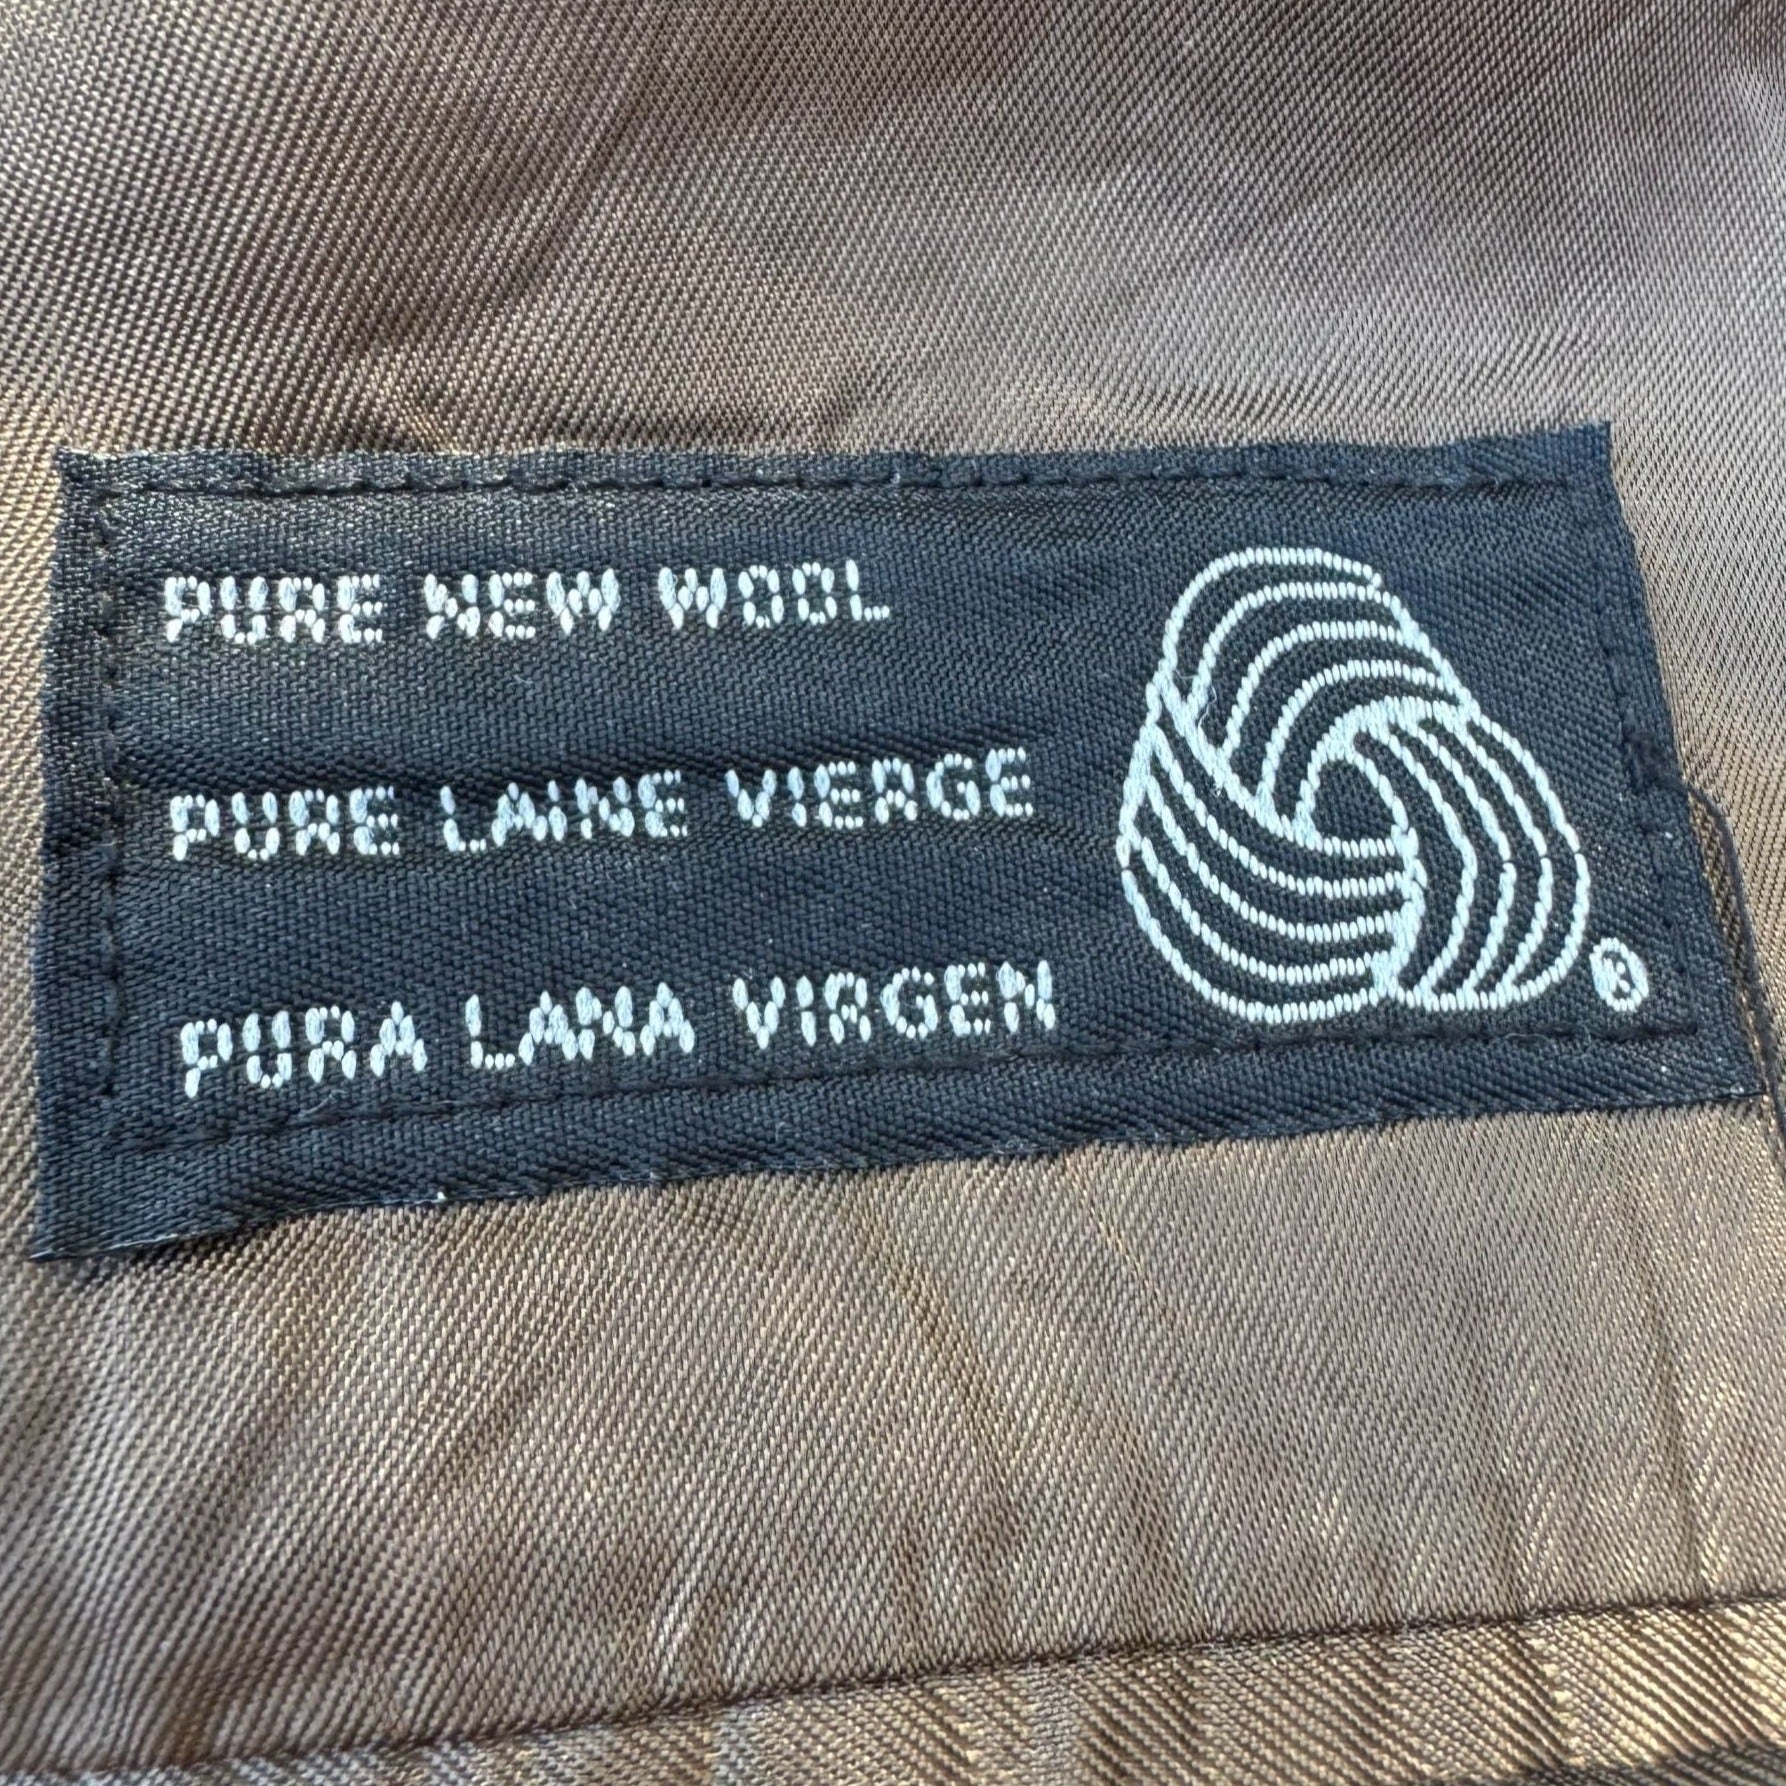 PURE NEW WOOL
PURE LAINE VIERGE
PURA LANA VIRGEN
®